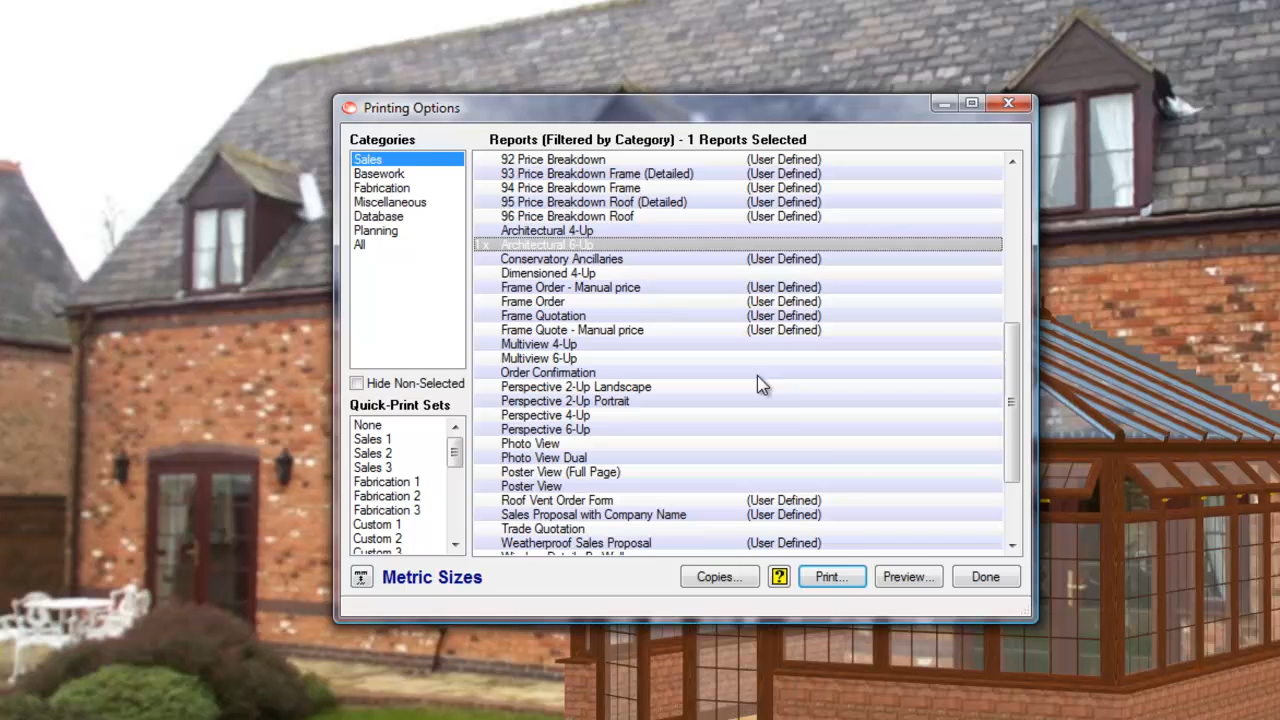 Printing Options
Categories
Reports (Filtered by Category) - 1 Reports Selected
Sales
Basework
Fabrication
Miscellaneous
Database
Planning
All
92 Price Breakdown (User Defined)
93 Price Breakdown Frame (Detailed) (User Defined)
94 Price Breakdown Frame (User Defined)
95 Price Breakdown Roof (Detailed) (User Defined)
96 Price Breakdown Roof (User Defined)
Architectural 4-Up
1 x Architectural 6-Up
Conservatory Ancillaries (User Defined)
Dimensioned 4-Up
Frame Order - Manual price (User Defined)
Frame Order (User Defined)
Frame Quotation (User Defined)
Frame Quote - Manual price (User Defined)
Multiview 4-Up
Multiview 6-Up
Order Confirmation
Perspective 2-Up Landscape
Perspective 2-Up Portrait
Perspective 4-Up
Perspective 6-Up
Photo View
Photo View Dual
Poster View (Full Page)
Poster View
Roof Vent Order Form (User Defined)
Sales Proposal with Company Name (User Defined)
Trade Quotation
Weatherproof Sales Proposal (User Defined)
Hide Non-Selected
Quick-Print Sets
None
Sales 1
Sales 2
Sales 3
Fabrication 1
Fabrication 2
Fabrication 3
Custom 1
Custom 2
Custom 3
mm
Metric Sizes
Copies...
?
Print...
Preview...
Done